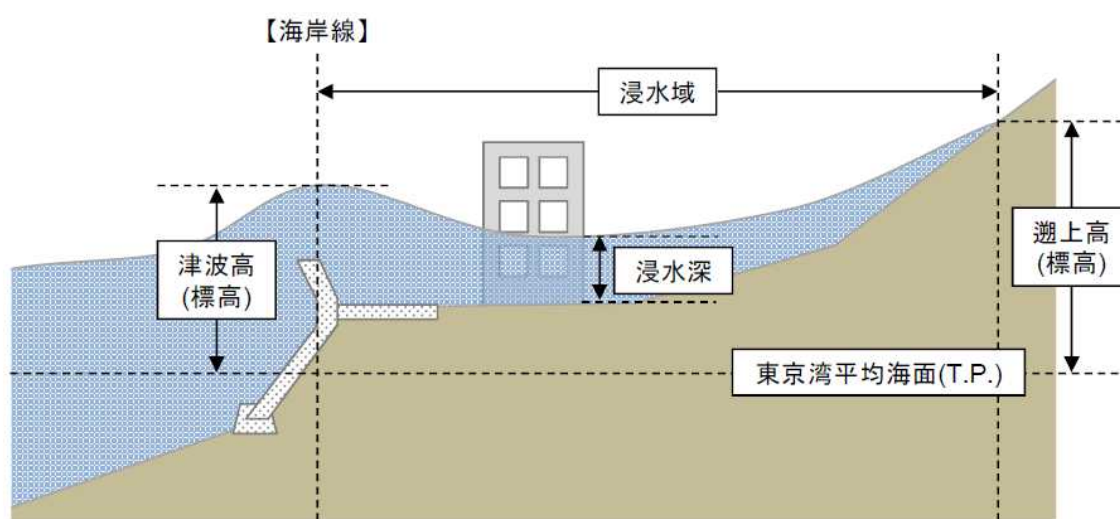 【海岸線】
浸水域
津波高
(標高)
浸水深
遡上高
(標高)
東京湾平均海面(T.P.)